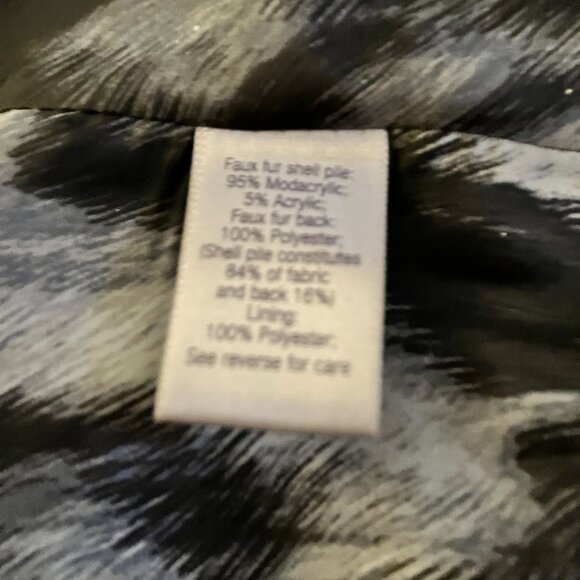 Faux fur shell pile:
95% Modacrylic;
5% Acrylic;
Faux fur back:
100% Polyester;
(Shell pile constitutes
84% of fabric
and back 16%)
Lining:
100% Polyester;
See reverse for care